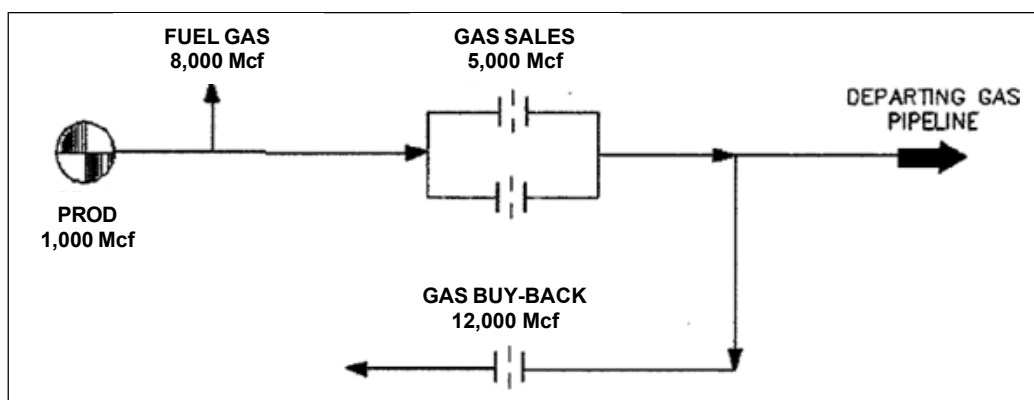 FUEL GAS
8,000 Mcf
GAS SALES
5,000 Mcf
DEPARTING GAS
PIPELINE
PROD
1,000 Mcf
GAS BUY-BACK
12,000 Mcf